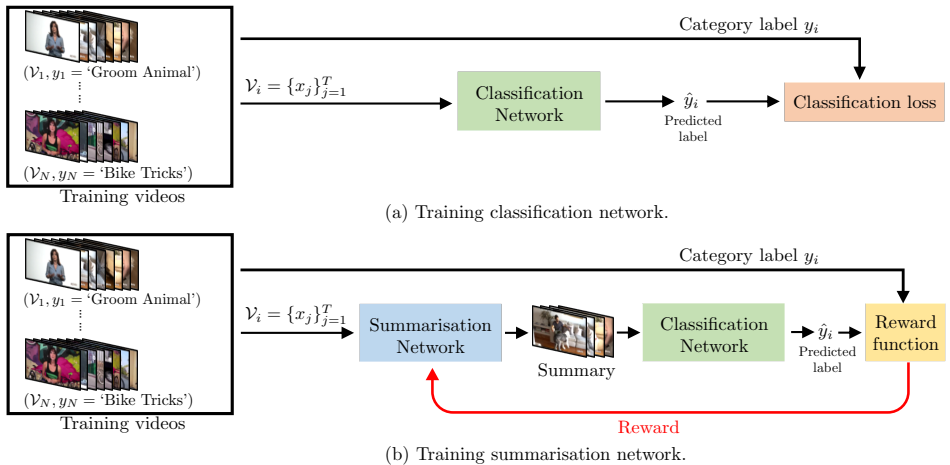 Category label $y_i$
($\mathcal{V}_1, y_1$ = ‘Groom Animal’)
$\mathcal{V}_i = \{x_j\}_{j=1}^{T}$
Classification
Network
$\hat{y}_i$
Predicted
label
Classification loss
($\mathcal{V}_N, y_N$ = ‘Bike Tricks’)
Training videos
(a) Training classification network.
Category label $y_i$
($\mathcal{V}_1, y_1$ = ‘Groom Animal’)
$\mathcal{V}_i = \{x_j\}_{j=1}^{T}$
Summarisation
Network
Summary
Classification
Network
$\hat{y}_i$
Predicted
label
Reward
function
($\mathcal{V}_N, y_N$ = ‘Bike Tricks’)
Training videos
Reward
(b) Training summarisation network.